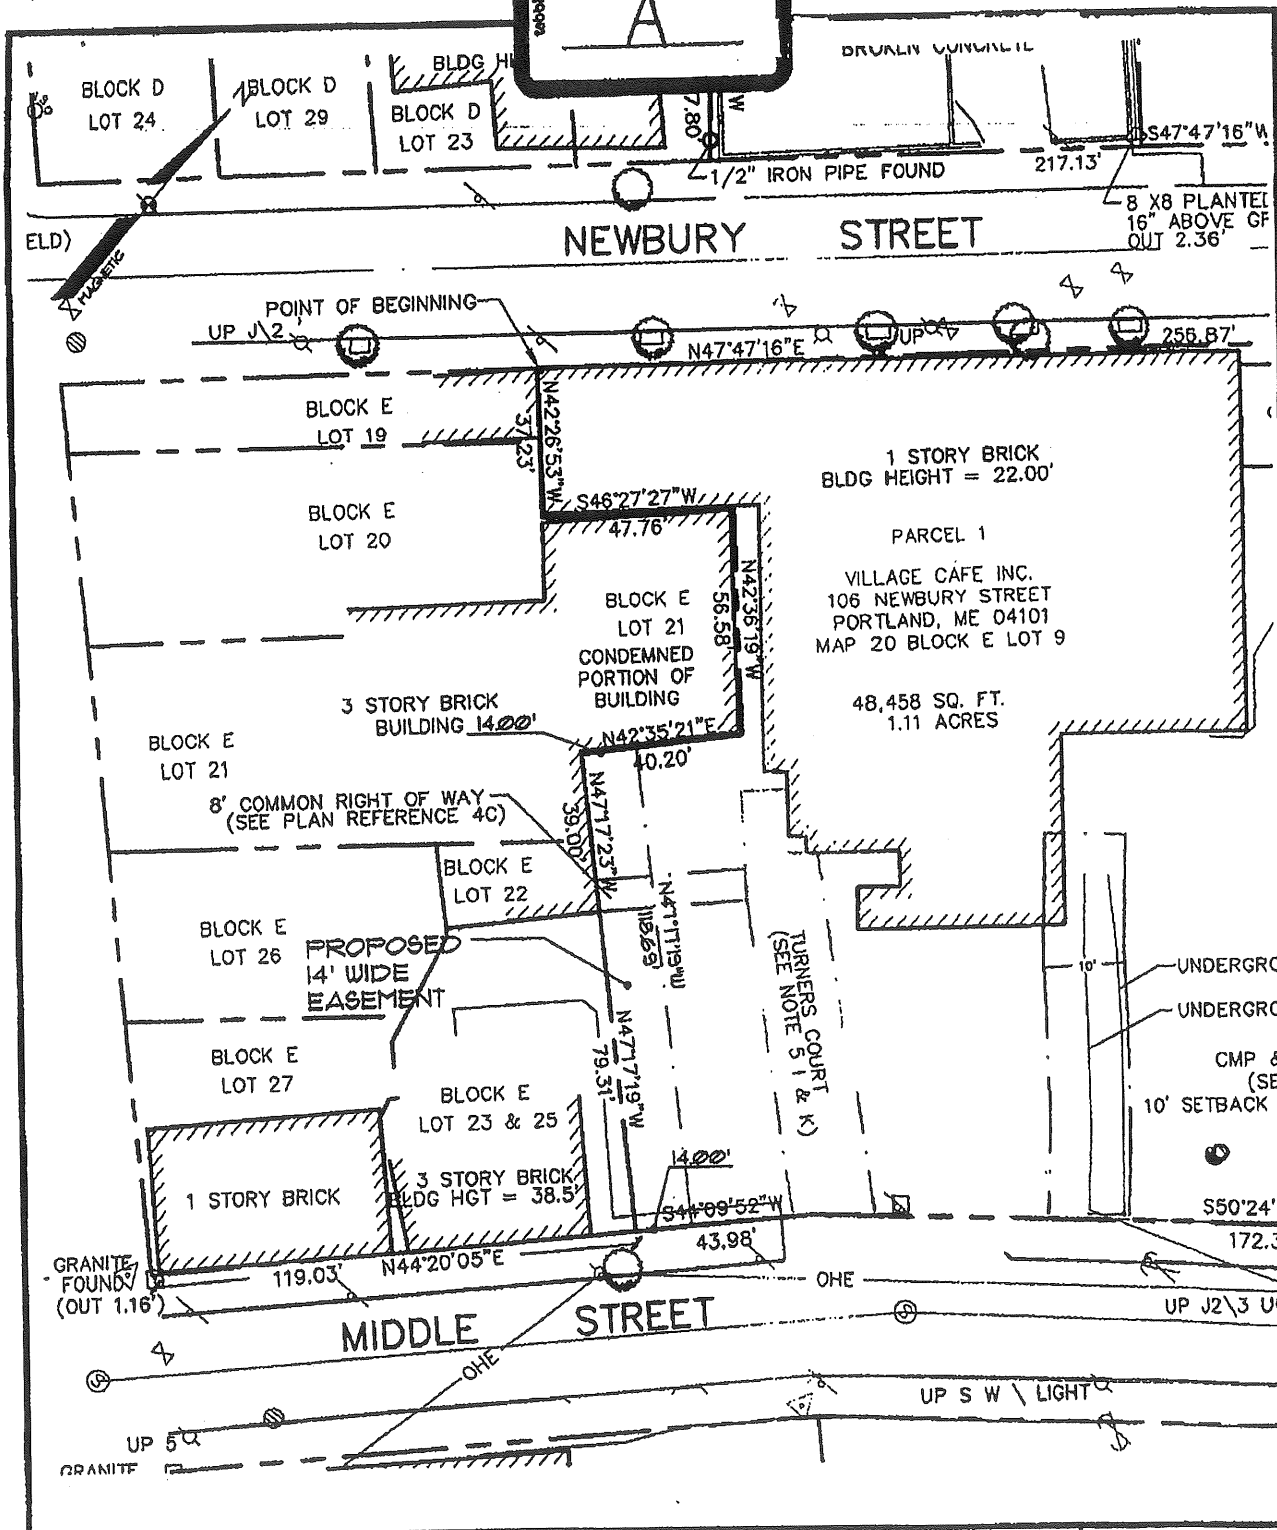 A
BLOCK D
LOT 24
BLOCK D
LOT 29
BLDG H
BLOCK D
LOT 23
7.80'
W
BROKEN CONCRETE
S47°47'16"W
217.13'
1/2" IRON PIPE FOUND
8 X8 PLANTED
16" ABOVE GR
OUT 2.36'
ELD)
NEWBURY STREET
MAGNETIC
POINT OF BEGINNING
UP J\2
N47°47'16"E
UP
256.87'
BLOCK E
LOT 19
N42°26'53"W
37.23'
1 STORY BRICK
BLDG HEIGHT = 22.00'
S46°27'27"W
47.76'
BLOCK E
LOT 20
PARCEL 1
VILLAGE CAFE INC.
106 NEWBURY STREET
PORTLAND, ME 04101
MAP 20 BLOCK E LOT 9
48,458 SQ. FT.
1.11 ACRES
BLOCK E
LOT 21
CONDEMNED
PORTION OF
BUILDING
N42°36'19"W
56.58'
3 STORY BRICK
BUILDING 14.00'
N42°35'21"E
40.20'
BLOCK E
LOT 21
8' COMMON RIGHT OF WAY
(SEE PLAN REFERENCE 4C)
N47°17'23"W
39.00'
BLOCK E
LOT 22
N47°17'19"W
118.69'
BLOCK E
LOT 26
PROPOSED
14' WIDE
EASEMENT
TURNERS COURT
(SEE NOTE 5 I & K)
10'
UNDERGRO
UNDERGRO
CMP &
(SE
10' SETBACK
BLOCK E
LOT 27
N47°17'19"W
79.31'
BLOCK E
LOT 23 & 25
3 STORY BRICK
BLDG HGT = 38.5'
1 STORY BRICK
14.00'
S44°09'52"W
43.98'
S50°24'
172.3
GRANITE
FOUND
(OUT 1.16')
119.03'
N44°20'05"E
OHE
UP J2\3 U
MIDDLE STREET
OHE
UP S W \ LIGHT
UP 5
GRANITE